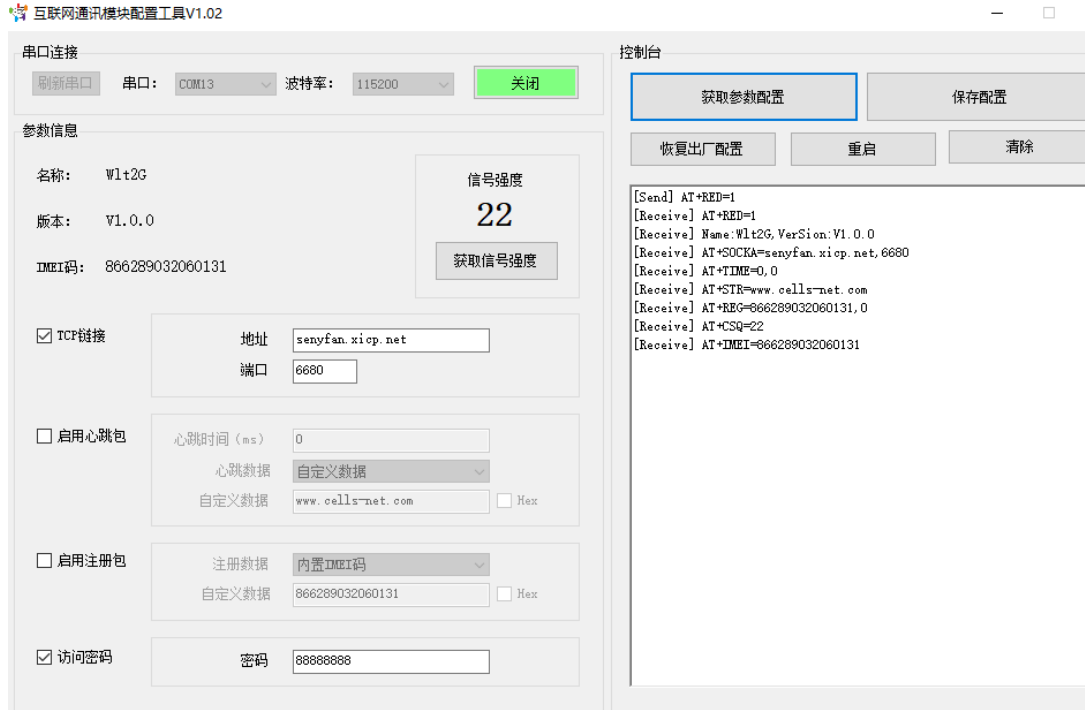 互联网通讯模块配置工具V1.02
串口连接
刷新串口 串口： COM13 波特率： 115200 关闭
参数信息
名称： Wlt2G
版本： V1.0.0
IMEI码： 866289032060131
信号强度
22
获取信号强度
TCP链接
地址 senyfan.xicp.net
端口 6680
启用心跳包
心跳时间（ms） 0
心跳数据 自定义数据
自定义数据 www.cells-net.com Hex
启用注册包
注册数据 内置IMEI码
自定义数据 866289032060131 Hex
访问密码
密码 88888888
控制台
获取参数配置 保存配置
恢复出厂配置 重启 清除
[Send] AT+RED=1
[Receive] AT+RED=1
[Receive] Name:Wlt2G,VerSion:V1.0.0
[Receive] AT+SOCKA=senyfan.xicp.net,6680
[Receive] AT+TIME=0,0
[Receive] AT+STR=www.cells-net.com
[Receive] AT+REG=866289032060131,0
[Receive] AT+CSQ=22
[Receive] AT+IMEI=866289032060131